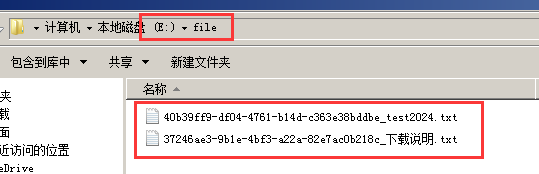 计算机 本地磁盘 (E:) file
包含到库中 共享 新建文件夹
名称
夹
载
面
近访问的位置
eDrive
40b39ff9-df04-4761-b14d-c363e38bddbe_test2024.txt
37246ae3-9b1e-4bf3-a22a-82e7ac0b218c_下载说明.txt